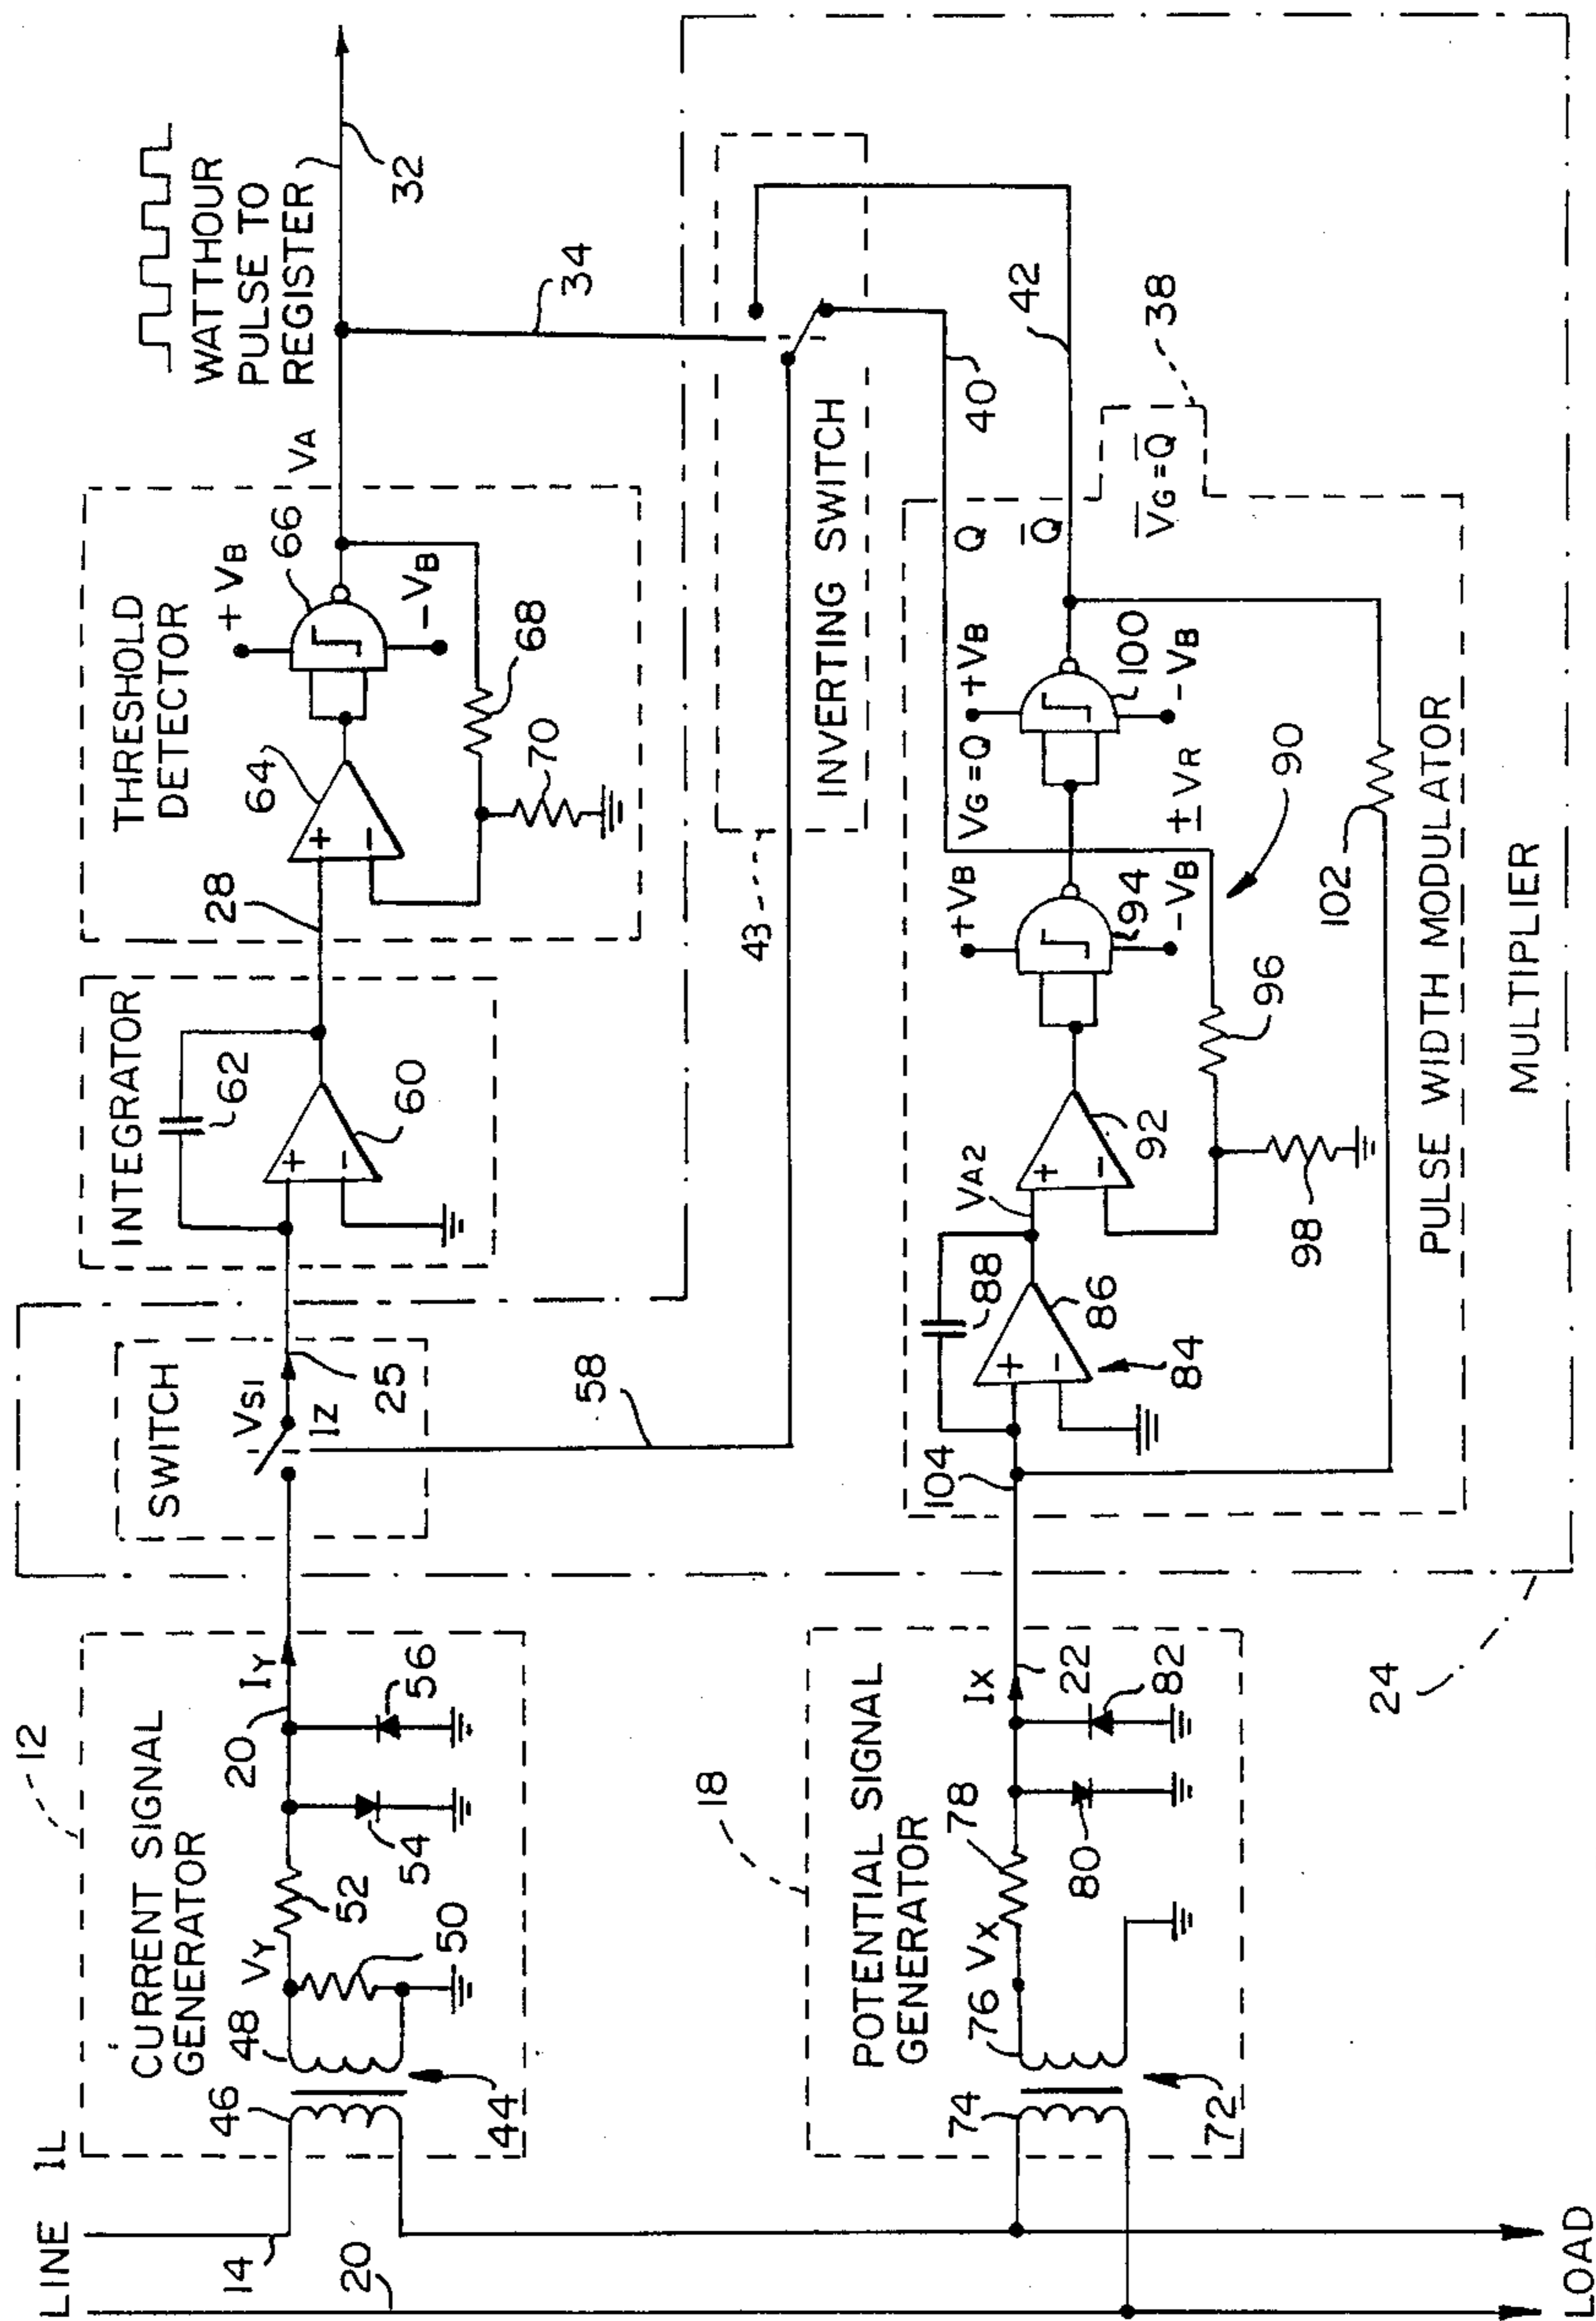 LINE IL
14
20
LOAD
12
CURRENT SIGNAL
GENERATOR
46
48
44
VY
50
52
54
56
20
IY
18
POTENTIAL SIGNAL
GENERATOR
74
76
72
VX
78
80
82
22
IX
24
SWITCH
VS1
IZ
25
58
INTEGRATOR
62
+
−
60
28
THRESHOLD
DETECTOR
64
+
−
66
+VB
−VB
68
70
VA
WATTHOUR
PULSE TO
REGISTER
32
34
43
INVERTING SWITCH
40
42
38
104
88
+
−
86
84
VA2
+
−
92
90
94
+VB
−VB
96
98
VG=Q
±VR
+VB
−VB
100
102
Q
Q̅
V̅G̅=Q̅
PULSE WIDTH MODULATOR
MULTIPLIER